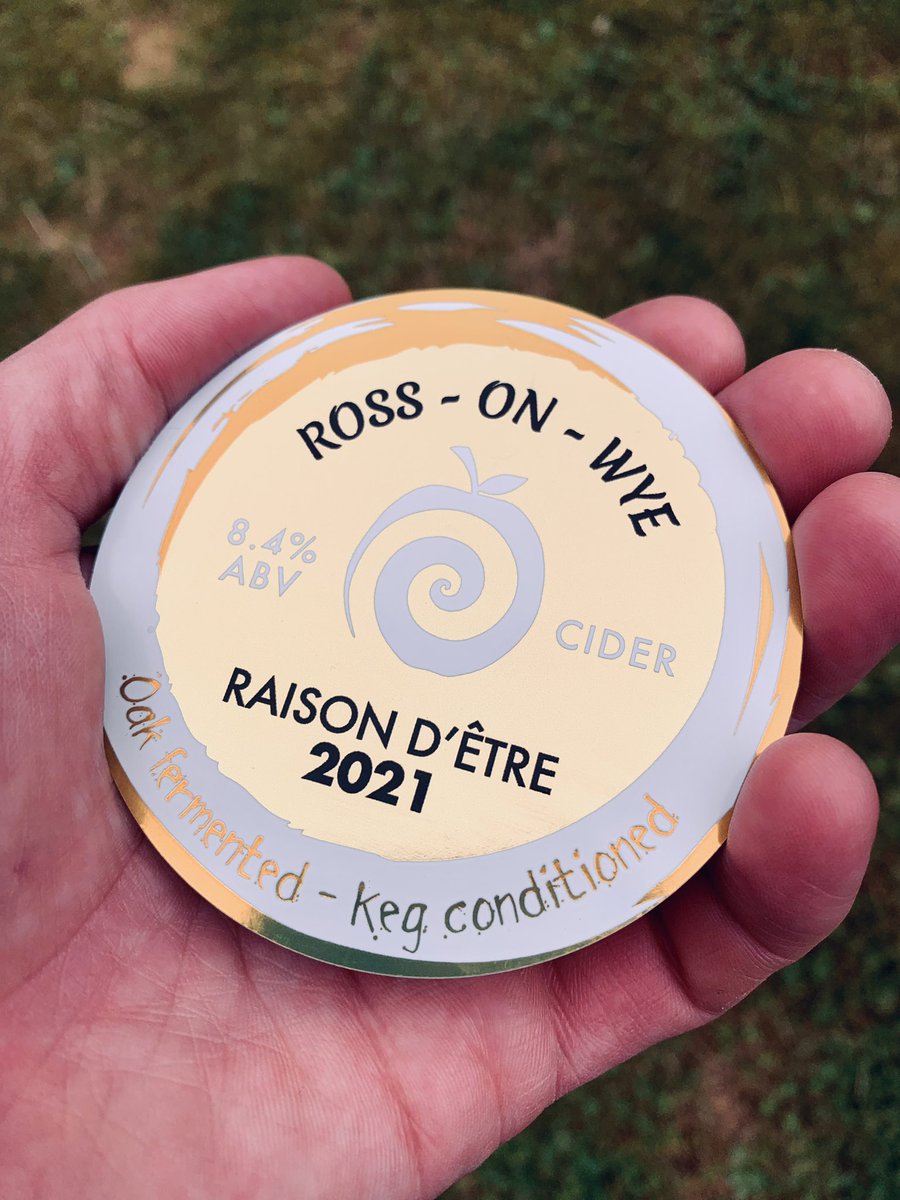 ROSS - ON - WYE
8.4%
ABV
CIDER
RAISON D'ÊTRE
2021
Oak fermented - keg conditioned